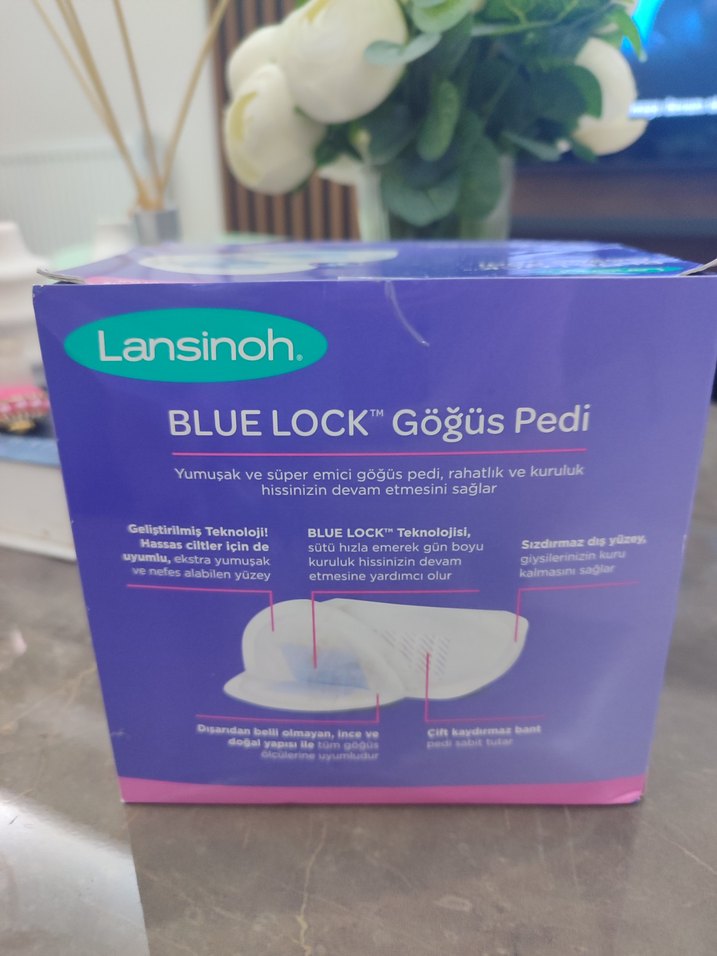 Lansinoh®
BLUE LOCK™ Göğüs Pedi
Yumuşak ve süper emici göğüs pedi, rahatlık ve kuruluk
hissinizin devam etmesini sağlar
Geliştirilmiş Teknoloji!
Hassas ciltler için de
uyumlu, ekstra yumuşak
ve nefes alabilen yüzey
BLUE LOCK™ Teknolojisi,
sütü hızla emerek gün boyu
kuruluk hissinizin devam
etmesine yardımcı olur
Sızdırmaz dış yüzey,
giysilerinizin kuru
kalmasını sağlar
Dışarıdan belli olmayan, ince ve
doğal yapısı ile tüm göğüs
ölçülerine uyumludur
Çift kaydırmaz bant
pedi sabit tutar